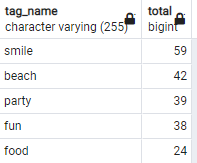 tag_name total
character varying (255) bigint
smile 59
beach 42
party 39
fun 38
food 24